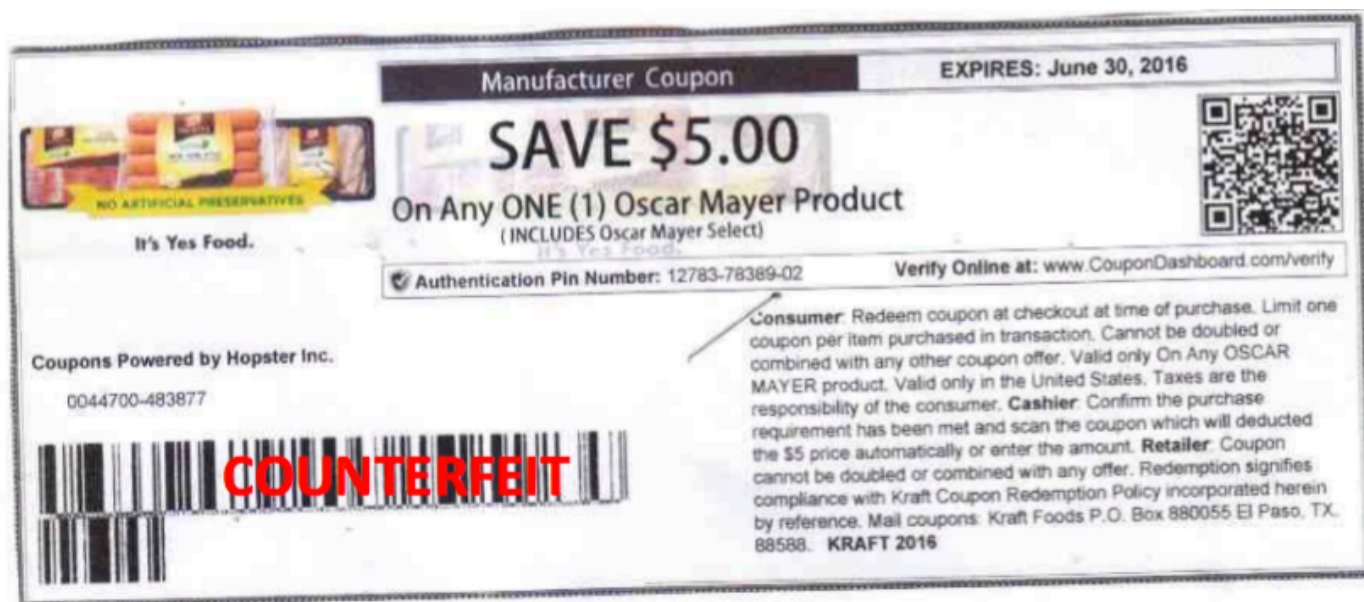 Manufacturer Coupon
EXPIRES: June 30, 2016
SAVE $5.00
On Any ONE (1) Oscar Mayer Product
(INCLUDES Oscar Mayer Select)
NO ARTIFICIAL PRESERVATIVES
It's Yes Food.
It's Yes Food.
Authentication Pin Number: 12783-78389-02
Verify Online at: www.CouponDashboard.com/verify
Coupons Powered by Hopster Inc.
0044700-483877
COUNTERFEIT
Consumer: Redeem coupon at checkout at time of purchase. Limit one
coupon per item purchased in transaction. Cannot be doubled or
combined with any other coupon offer. Valid only On Any OSCAR
MAYER product. Valid only in the United States. Taxes are the
responsibility of the consumer. Cashier: Confirm the purchase
requirement has been met and scan the coupon which will deducted
the $5 price automatically or enter the amount. Retailer: Coupon
cannot be doubled or combined with any offer. Redemption signifies
compliance with Kraft Coupon Redemption Policy incorporated herein
by reference. Mail coupons: Kraft Foods P.O. Box 880055 El Paso, TX.
88588. KRAFT 2016